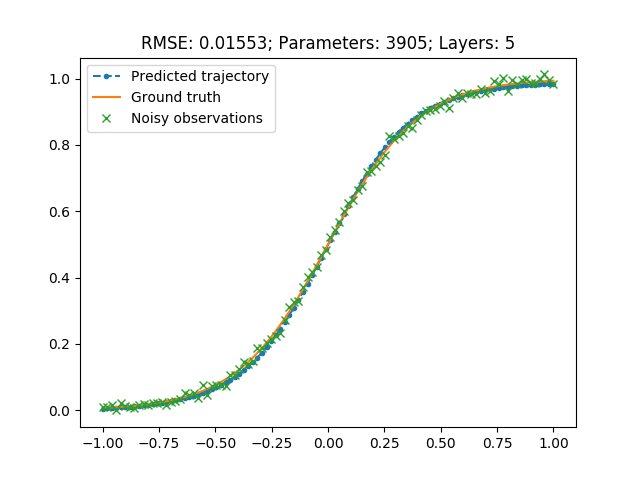 RMSE: 0.01553; Parameters: 3905; Layers: 5
Predicted trajectory
Ground truth
Noisy observations
1.0
0.8
0.6
0.4
0.2
0.0
−1.00 −0.75 −0.50 −0.25 0.00 0.25 0.50 0.75 1.00